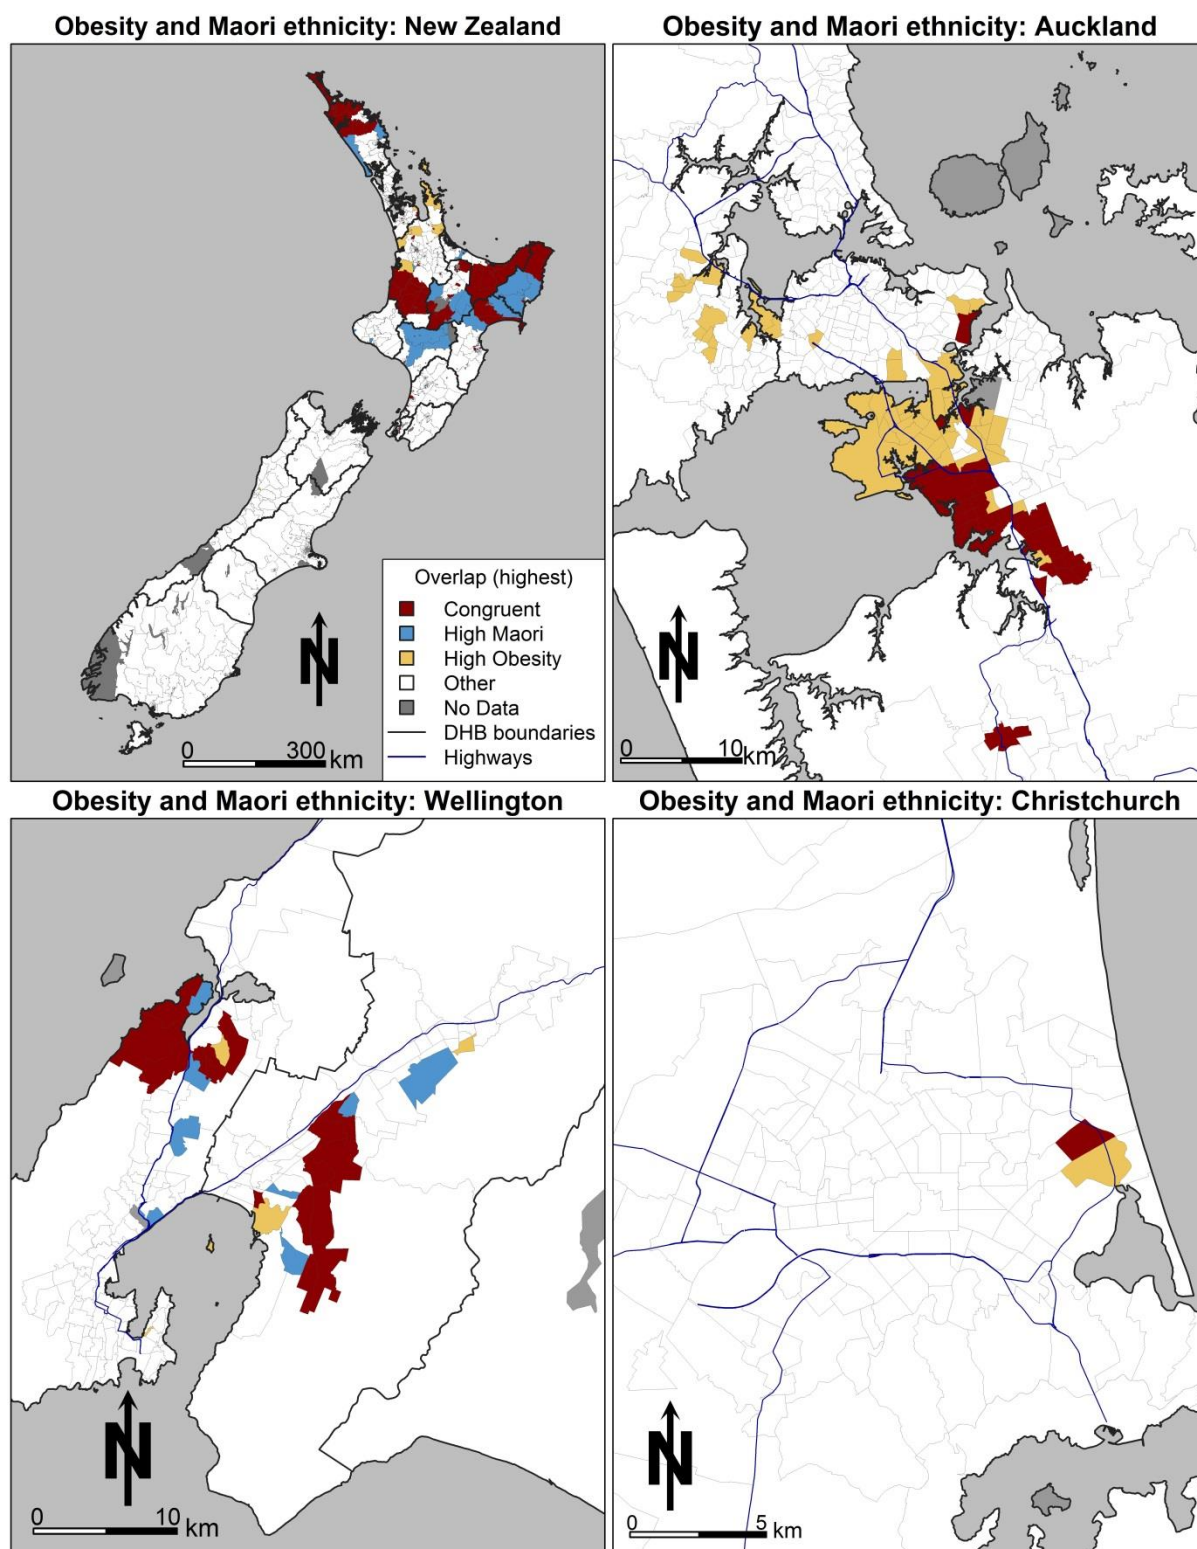 Obesity and Maori ethnicity: New Zealand
Overlap (highest)
Congruent
High Maori
High Obesity
Other
No Data
DHB boundaries
Highways
N
0 300 km
Obesity and Maori ethnicity: Auckland
N
0 10 km
Obesity and Maori ethnicity: Wellington
N
0 10 km
Obesity and Maori ethnicity: Christchurch
N
0 5 km